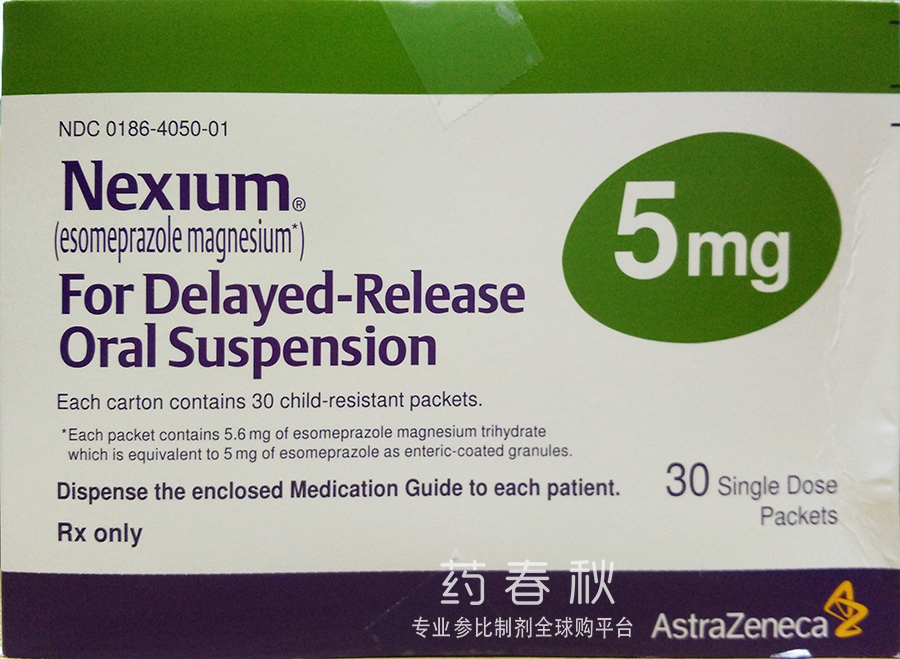 NDC 0186-4050-01
Nexium®
(esomeprazole magnesium*)
For Delayed-Release
Oral Suspension
5 mg
Each carton contains 30 child-resistant packets.
*Each packet contains 5.6 mg of esomeprazole magnesium trihydrate
which is equivalent to 5 mg of esomeprazole as enteric-coated granules.
Dispense the enclosed Medication Guide to each patient.
Rx only
30 Single Dose
Packets
药春秋
专业参比制剂全球购平台
AstraZeneca